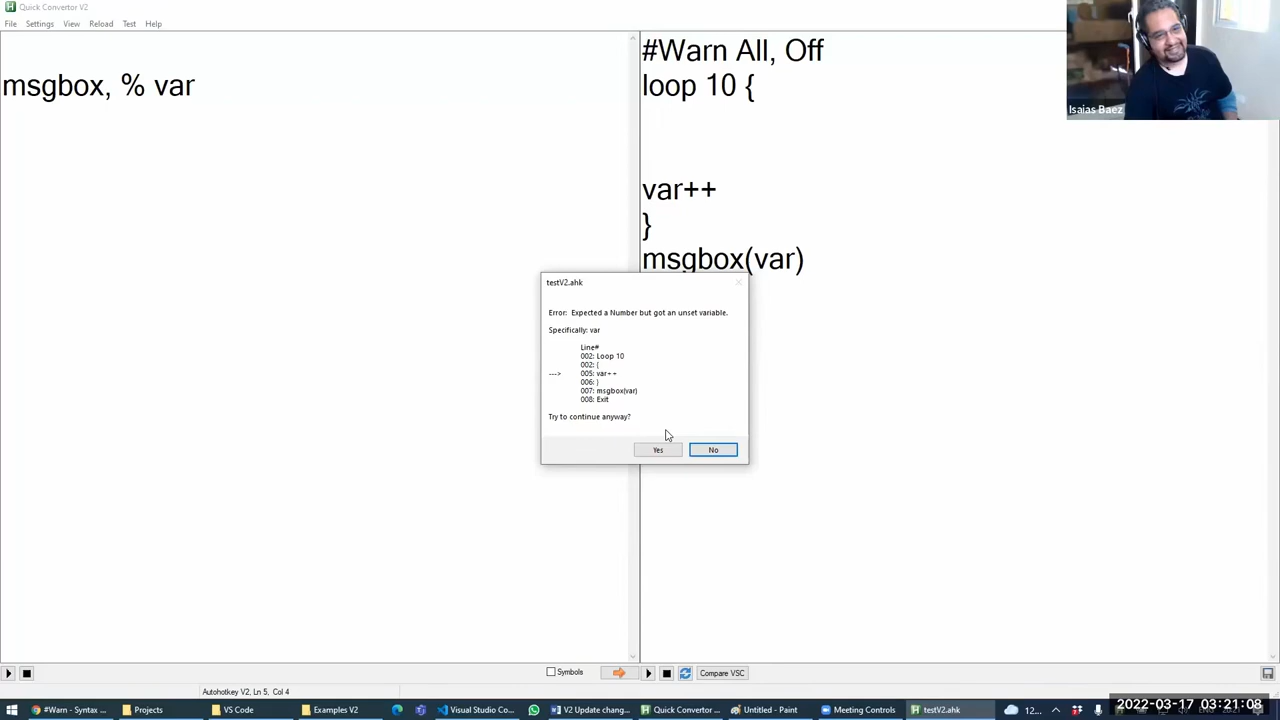 Quick Convertor V2
File Settings View Reload Test Help
msgbox, % var
#Warn All, Off
loop 10 {
var++
}
msgbox(var)
Isaias Baez
testV2.ahk
Error: Expected a Number but got an unset variable.
Specifically: var
Line#
002: Loop 10
002: {
---> 005: var++
006: }
007: msgbox(var)
008: Exit
Try to continue anyway?
Yes No
Symbols Compare VSC
Autohotkey V2, Ln 5, Col 4
#Warn - Syntax ... Projects VS Code Examples V2 Visual Studio Co... V2 Update chang... Quick Convertor ... Untitled - Paint Meeting Controls testV2.ahk 12...
2022-03-17 03:21:08